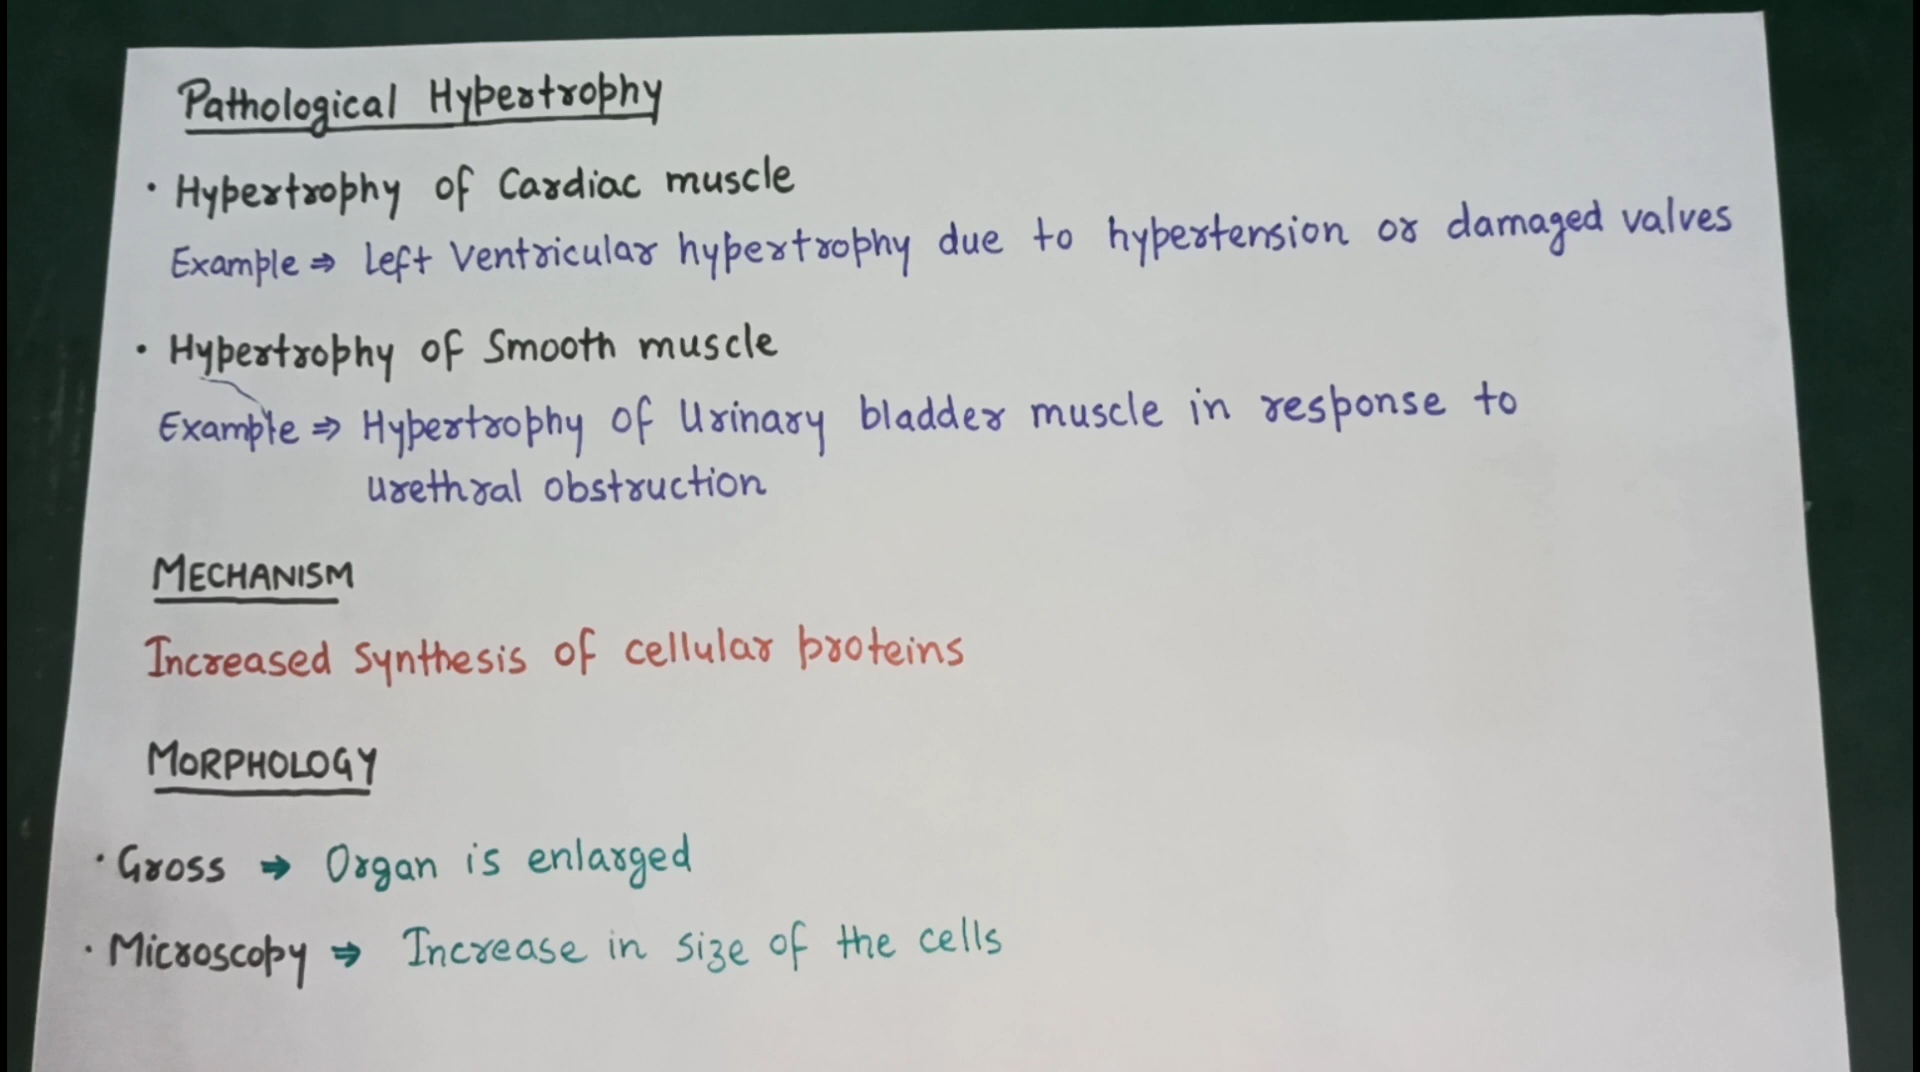 Pathological Hypertrophy
• Hypertrophy of Cardiac muscle
Example ⇒ Left Ventricular hypertrophy due to hypertension or damaged valves
• Hypertrophy of Smooth muscle
Example ⇒ Hypertrophy of Urinary bladder muscle in response to
urethral obstruction
MECHANISM
Increased Synthesis of cellular proteins
MORPHOLOGY
• Gross ⇒ Organ is enlarged
• Microscopy ⇒ Increase in size of the cells